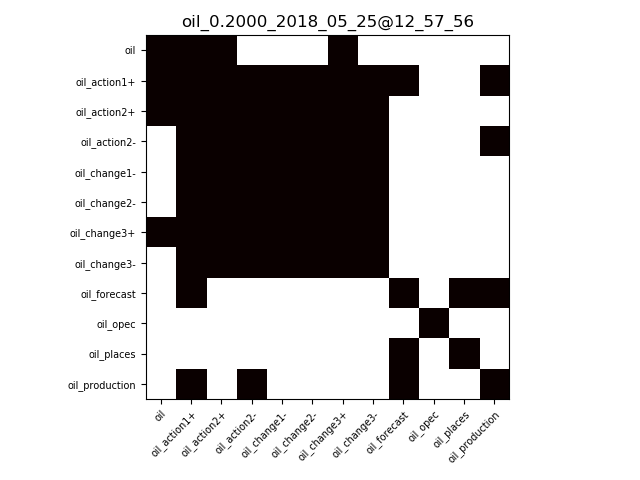 oil_0.2000_2018_05_25@12_57_56
oil
oil_action1+
oil_action2+
oil_action2-
oil_change1-
oil_change2-
oil_change3+
oil_change3-
oil_forecast
oil_opec
oil_places
oil_production
oil
oil_action1+
oil_action2+
oil_action2-
oil_change1-
oil_change2-
oil_change3+
oil_change3-
oil_forecast
oil_opec
oil_places
oil_production